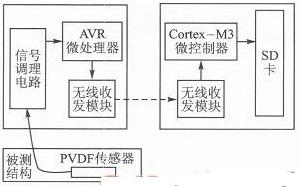 信号
调理
电路
AVR
微处理器
无线收
发模块
Cortex-M3
微控制器
无线收
发模块
SD
卡
被测
结构
PVDF传感器